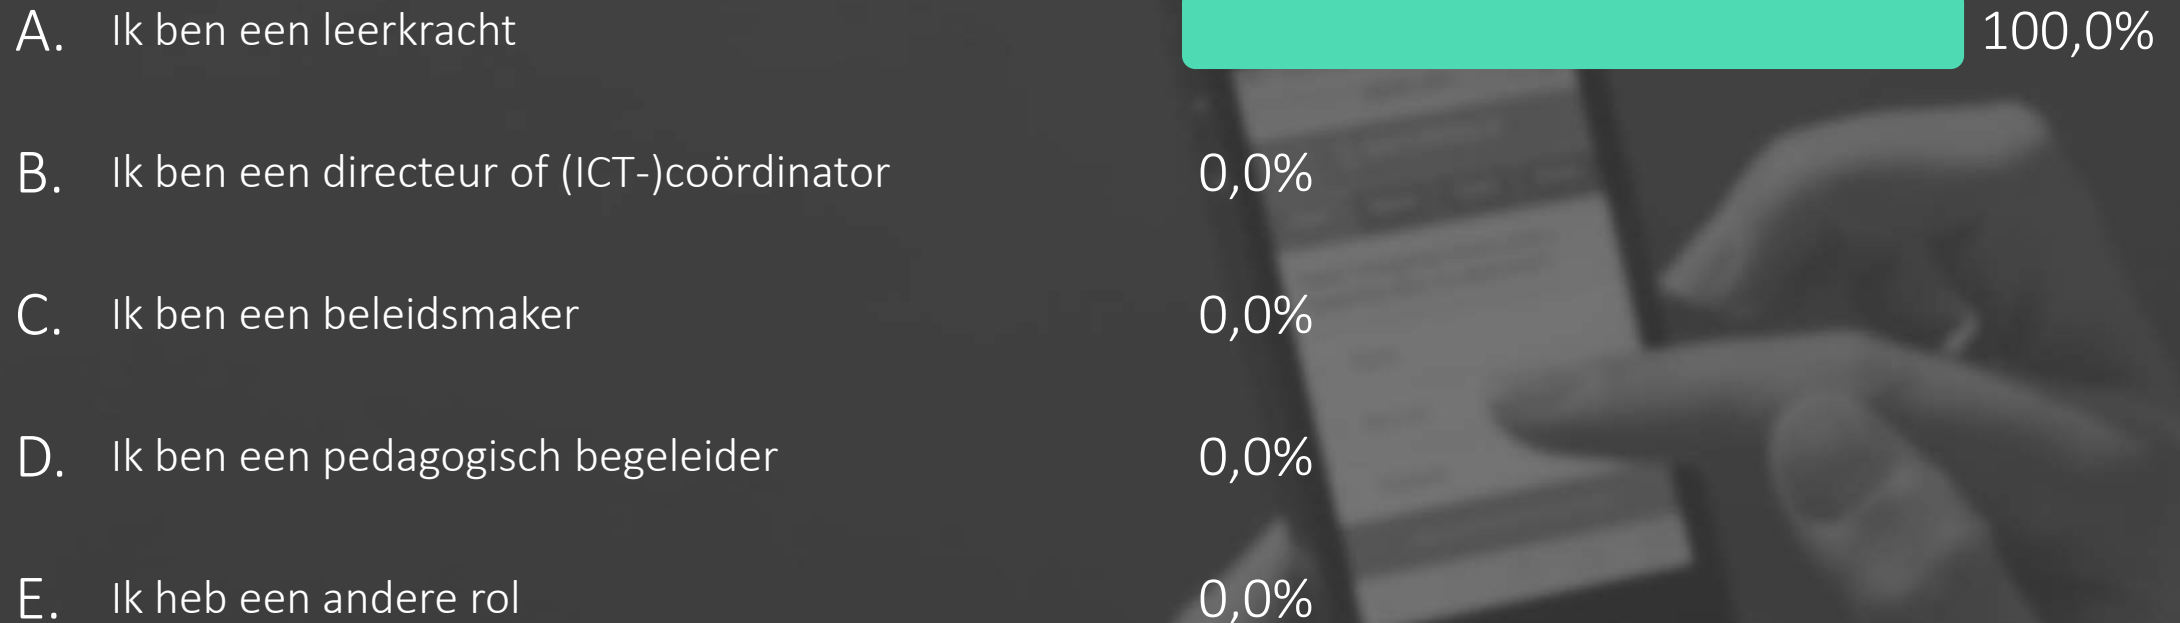 A. Ik ben een leerkracht 100,0%
B. Ik ben een directeur of (ICT-)coördinator 0,0%
C. Ik ben een beleidsmaker 0,0%
D. Ik ben een pedagogisch begeleider 0,0%
E. Ik heb een andere rol 0,0%